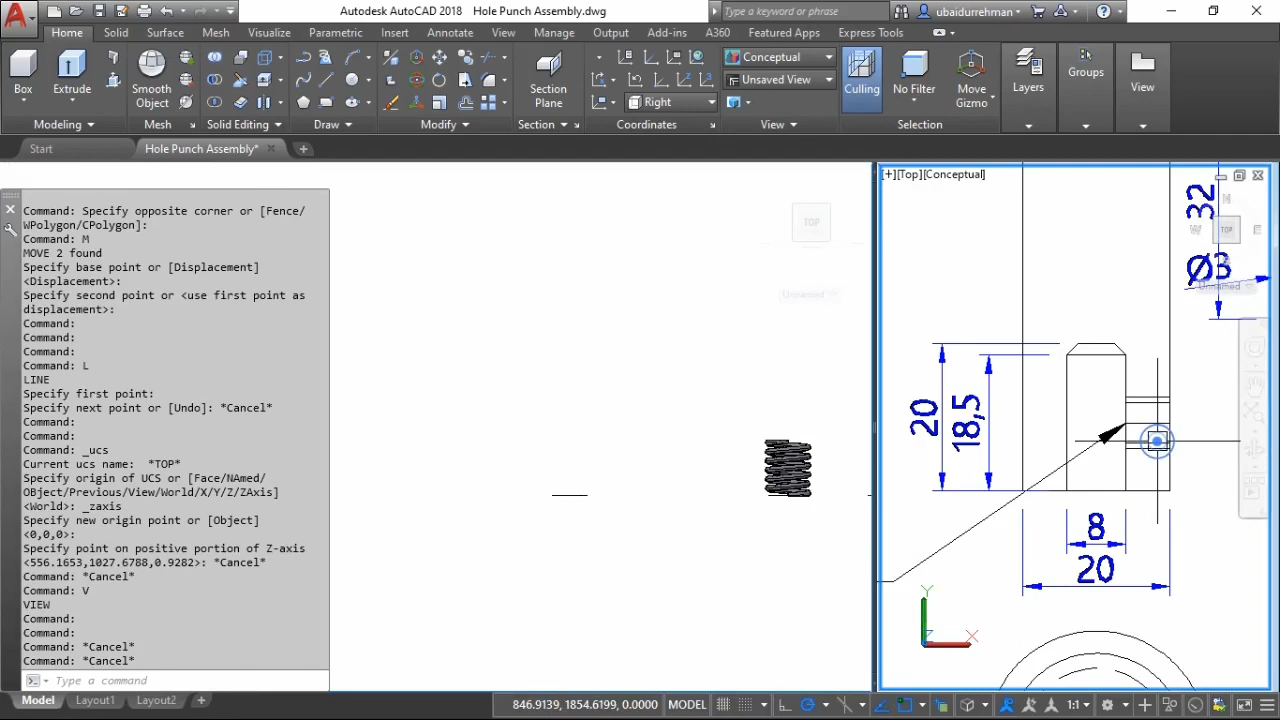 Autodesk AutoCAD 2018 Hole Punch Assembly.dwg
Type a keyword or phrase
ubaidurrehman
Home Solid Surface Mesh Visualize Parametric Insert Annotate View Manage Output Add-ins A360 Featured Apps Express Tools
Box
Extrude
Smooth
Object
Section
Plane
Right
Conceptual
Unsaved View
Culling
No Filter
Move
Gizmo
Layers
Groups
View
Modeling
Mesh
Solid Editing
Draw
Modify
Section
Coordinates
View
Selection
Start
Hole Punch Assembly*
Command: Specify opposite corner or [Fence/
WPolygon/CPolygon]:
Command: M
MOVE 2 found
Specify base point or [Displacement]
<Displacement>:
Specify second point or <use first point as
displacement>:
Command:
Command:
Command:
Command: L
LINE
Specify first point:
Specify next point or [Undo]: *Cancel*
Command:
Command:
Command: _ucs
Current ucs name:  *TOP*
Specify origin of UCS or [Face/NAmed/
OBject/Previous/View/World/X/Y/Z/ZAxis]
<World>: _zaxis
Specify new origin point or [Object]
<0,0,0>:
Specify point on positive portion of Z-axis
<556.1653,1027.6788,0.9282>: *Cancel*
Command: *Cancel*
Command: V
VIEW
Command:
Command:
Command: *Cancel*
Command: *Cancel*
Type a command
TOP
Unnamed
[+][Top][Conceptual]
N
W
TOP
E
S
Unnamed
32
Ø3
20
18,5
8
20
Y
Z
X
Model
Layout1
Layout2
846.9139, 1854.6199, 0.0000
MODEL
1:1